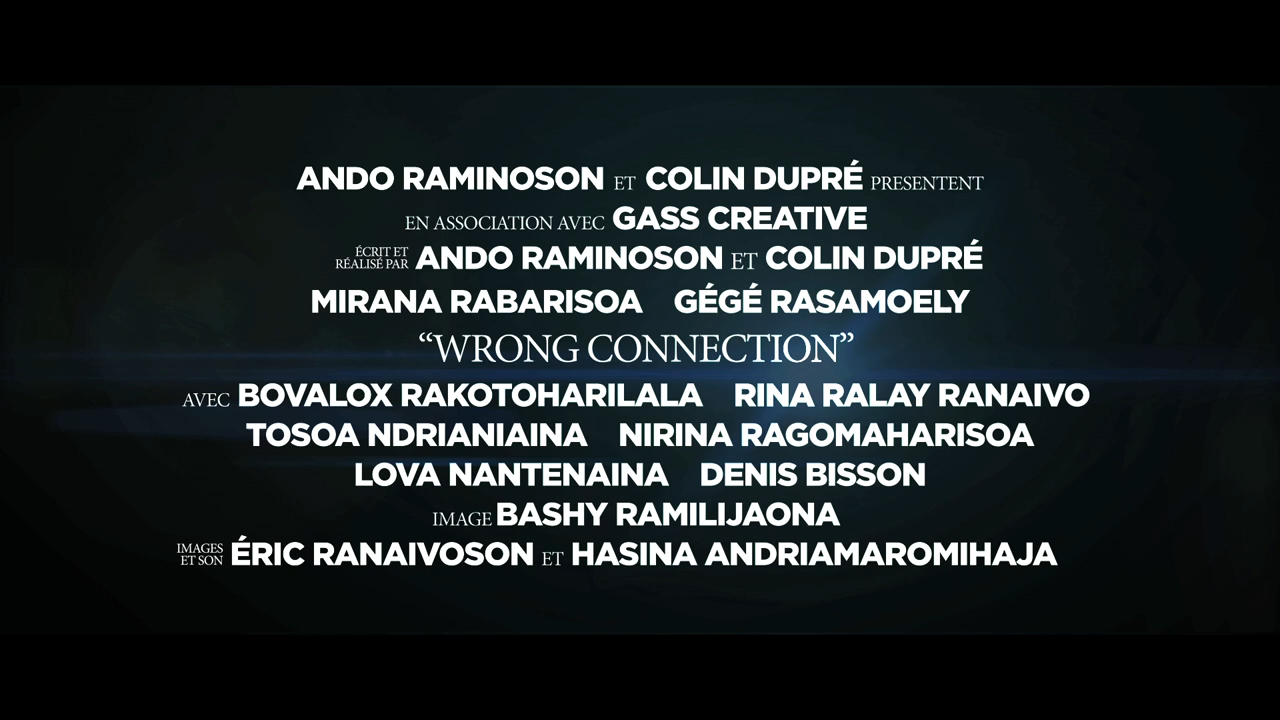 ANDO RAMINOSON ET COLIN DUPRÉ PRESENTENT
EN ASSOCIATION AVEC GASS CREATIVE
ÉCRIT ET RÉALISÉ PAR ANDO RAMINOSON ET COLIN DUPRÉ
MIRANA RABARISOA GÉGÉ RASAMOELY
“WRONG CONNECTION”
AVEC BOVALOX RAKOTOHARILALA RINA RALAY RANAIVO
TOSOA NDRIANIAINA NIRINA RAGOMAHARISOA
LOVA NANTENAINA DENIS BISSON
IMAGE BASHY RAMILIJAONA
IMAGES ET SON ÉRIC RANAIVOSON ET HASINA ANDRIAMAROMIHAJA